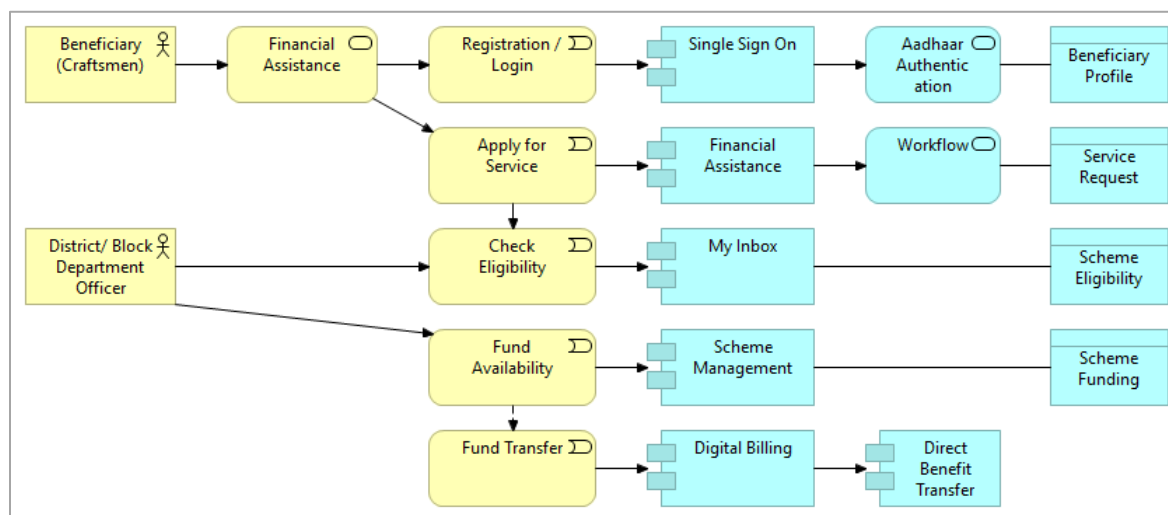 Beneficiary
(Craftsmen)
Financial
Assistance
Registration /
Login
Single Sign On
Aadhaar
Authentic
ation
Beneficiary
Profile
Apply for
Service
Financial
Assistance
Workflow
Service
Request
District/ Block
Department
Officer
Check
Eligibility
My Inbox
Scheme
Eligibility
Fund
Availability
Scheme
Management
Scheme
Funding
Fund Transfer
Digital Billing
Direct
Benefit
Transfer